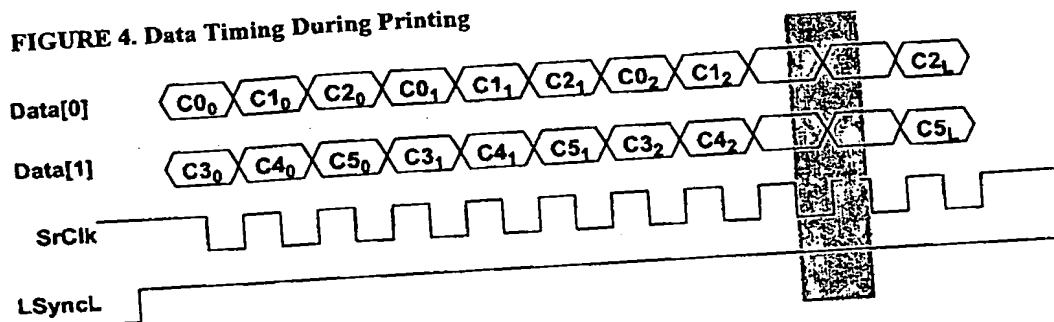 FIGURE 4. Data Timing During Printing
Data[0] C0₀ C1₀ C2₀ C0₁ C1₁ C2₁ C0₂ C1₂ C2L
Data[1] C3₀ C4₀ C5₀ C3₁ C4₁ C5₁ C3₂ C4₂ C5L
SrClk
LSyncL